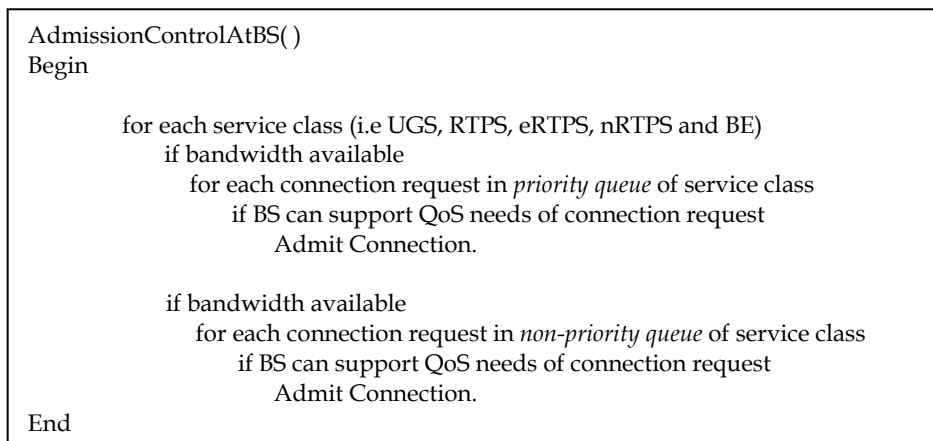 AdmissionControlAtBS( )
Begin
for each service class (i.e UGS, RTPS, eRTPS, nRTPS and BE)
if bandwidth available
for each connection request in priority queue of service class
if BS can support QoS needs of connection request
Admit Connection.
if bandwidth available
for each connection request in non-priority queue of service class
if BS can support QoS needs of connection request
Admit Connection.
End